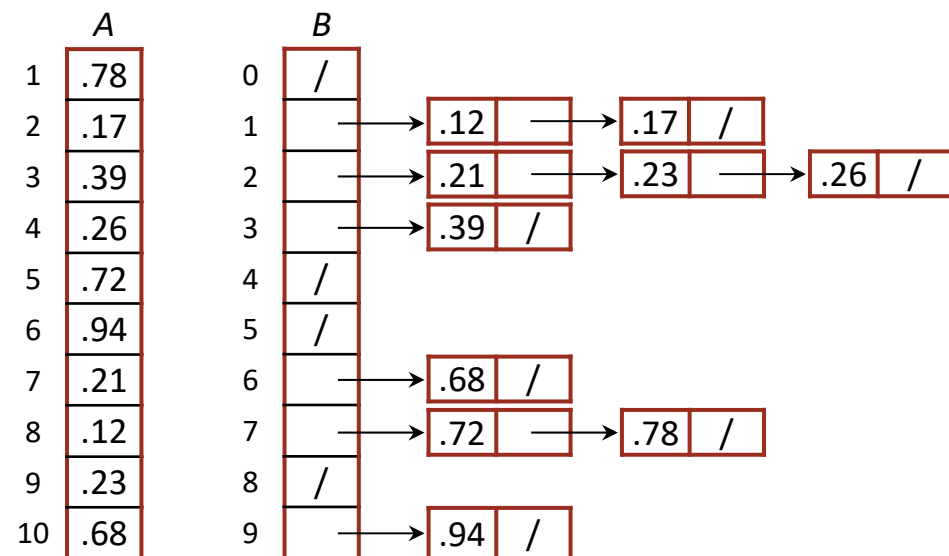 A B
1 .78 0 /
2 .17 1 .12 .17 /
3 .39 2 .21 .23 .26 /
4 .26 3 .39 /
5 .72 4 /
6 .94 5 /
7 .21 6 .68 /
8 .12 7 .72 .78 /
9 .23 8 /
10 .68 9 .94 /